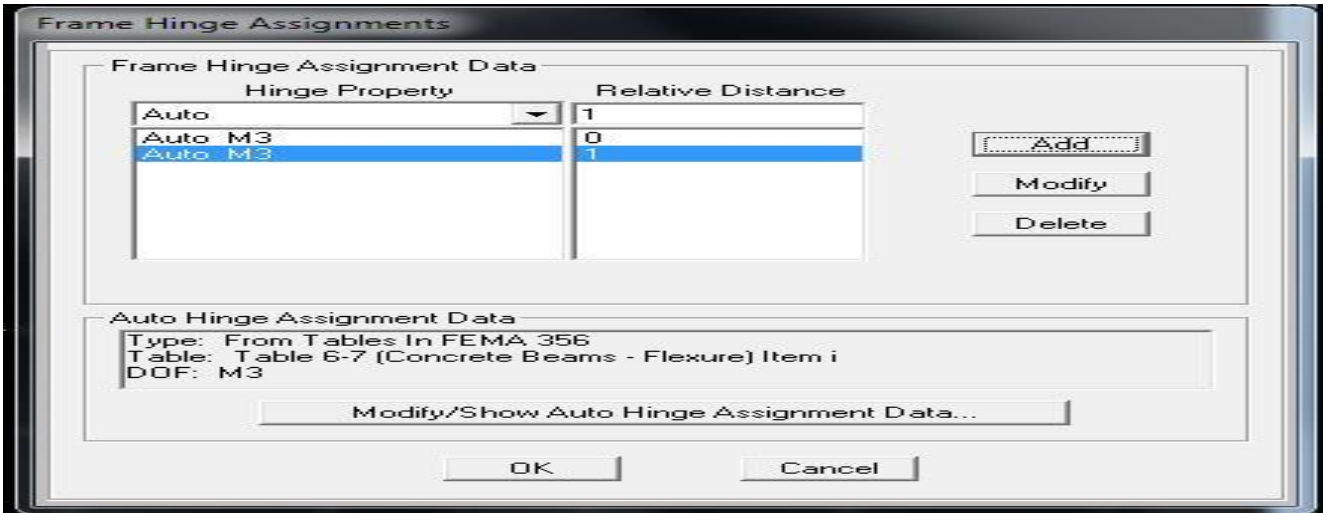 Frame Hinge Assignments
Frame Hinge Assignment Data
Hinge Property Relative Distance
Auto 1
Auto M3 0
Auto M3 1
Add
Modify
Delete
Auto Hinge Assignment Data
Type: From Tables In FEMA 356
Table: Table 6-7 (Concrete Beams - Flexure) Item i
DOF: M3
Modify/Show Auto Hinge Assignment Data...
OK Cancel